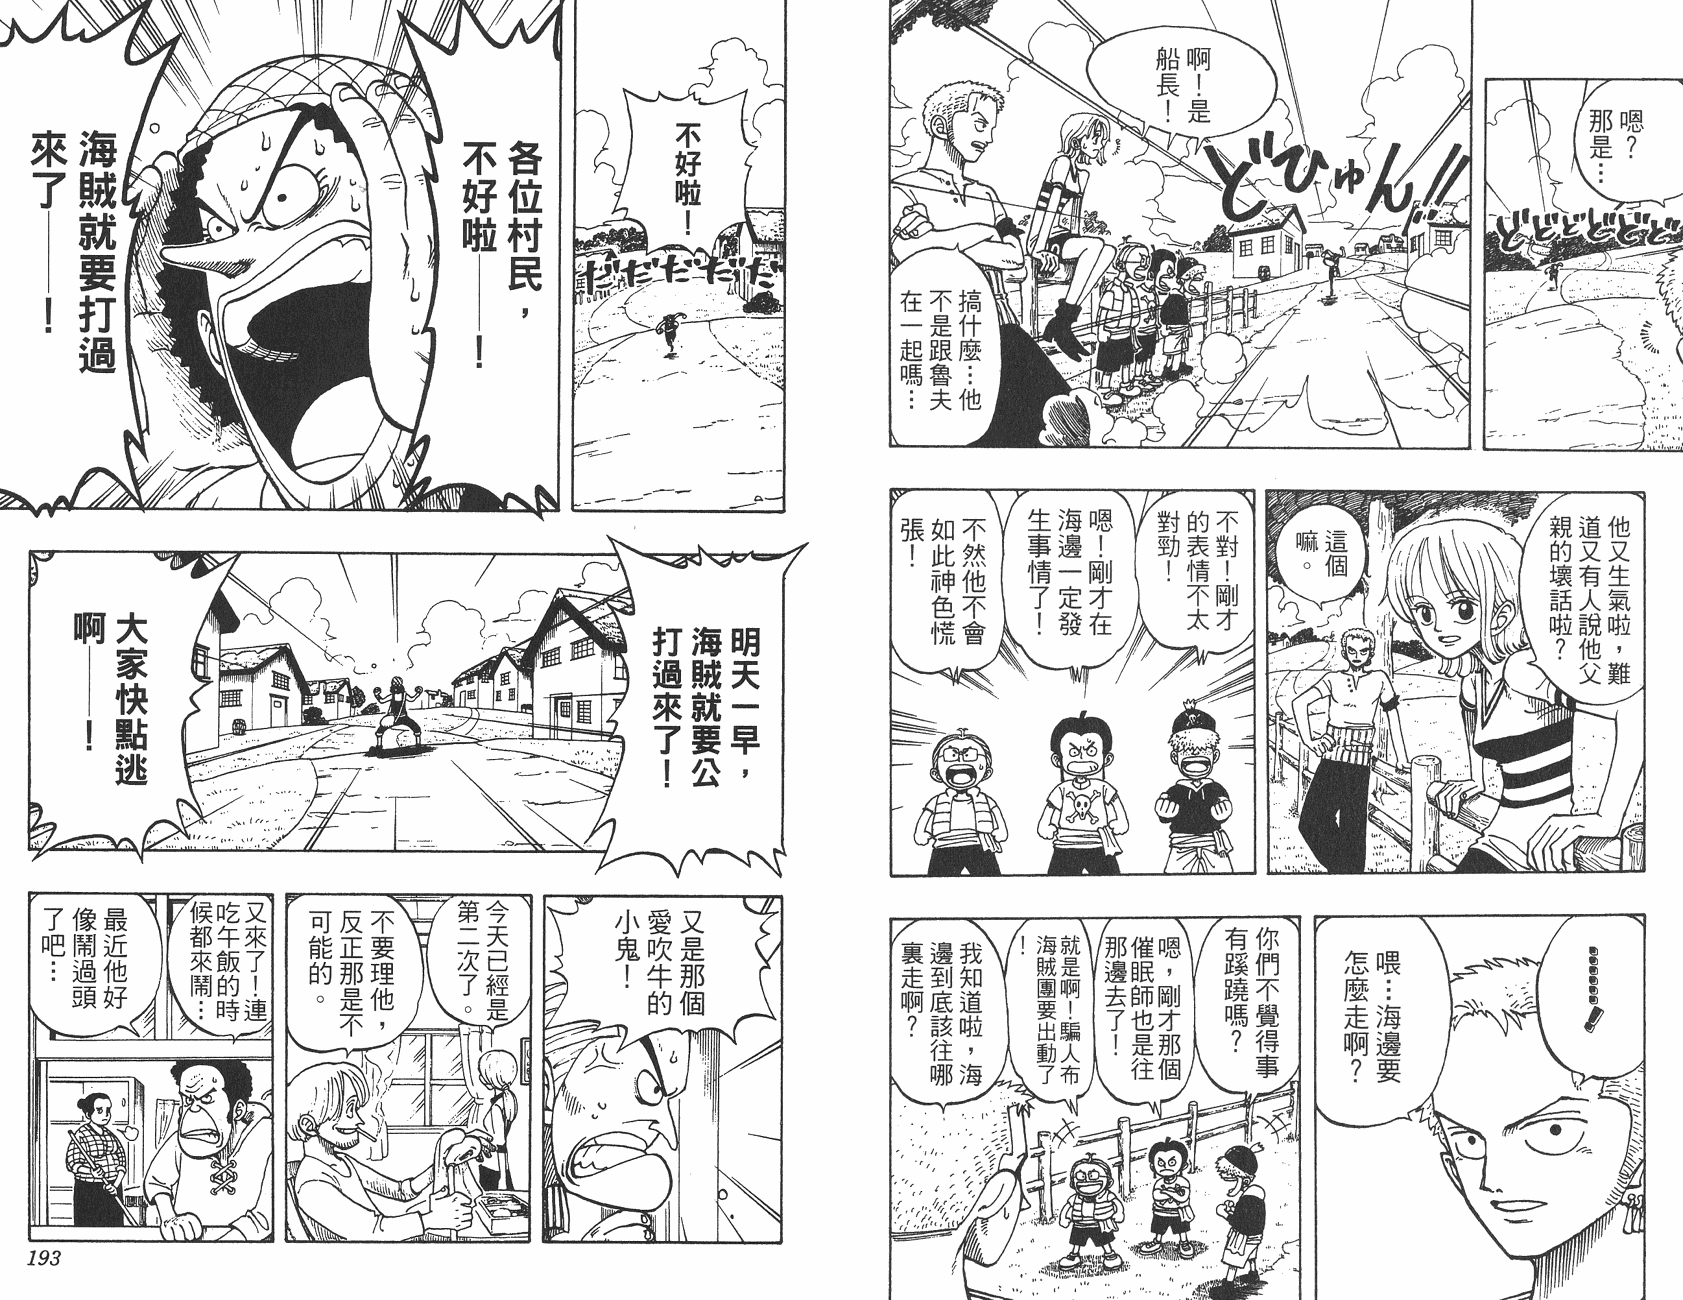 嗯?
那是…
どどどどどどど
啊!是
船長!
どひゅん!!
搞什麼…他
不是跟魯夫
在一起嗎…
他又生氣啦,難
道又有人說他父
親的壞話啦?
這個
嘛。
不對!剛才
的表情不太
對勁!
嗯!剛才在
海邊一定發
生事情了!
不然他不會
如此神色慌
張!
………!
喂…海邊要
怎麼走啊?
你們不覺得事
有蹊蹺嗎?
嗯,剛才那個
催眠師也是往
那邊去了!
就是啊!騙人布
海賊團要出動了
!
我知道啦,海
邊到底該往哪
裏走啊?
不好啦!
だだだだだ
各位村民,
不好啦——!
海賊就要打過
來了——!
明天一早,
海賊就要公
打過來了!
大家快點逃
啊——!
又是那個
愛吹牛的
小鬼!
今天已經是
第二次了。
不要理他,
反正那是不
可能的。
又來了!連
吃午飯的時
候都來鬧…
最近他好
像鬧過頭
了吧…
193